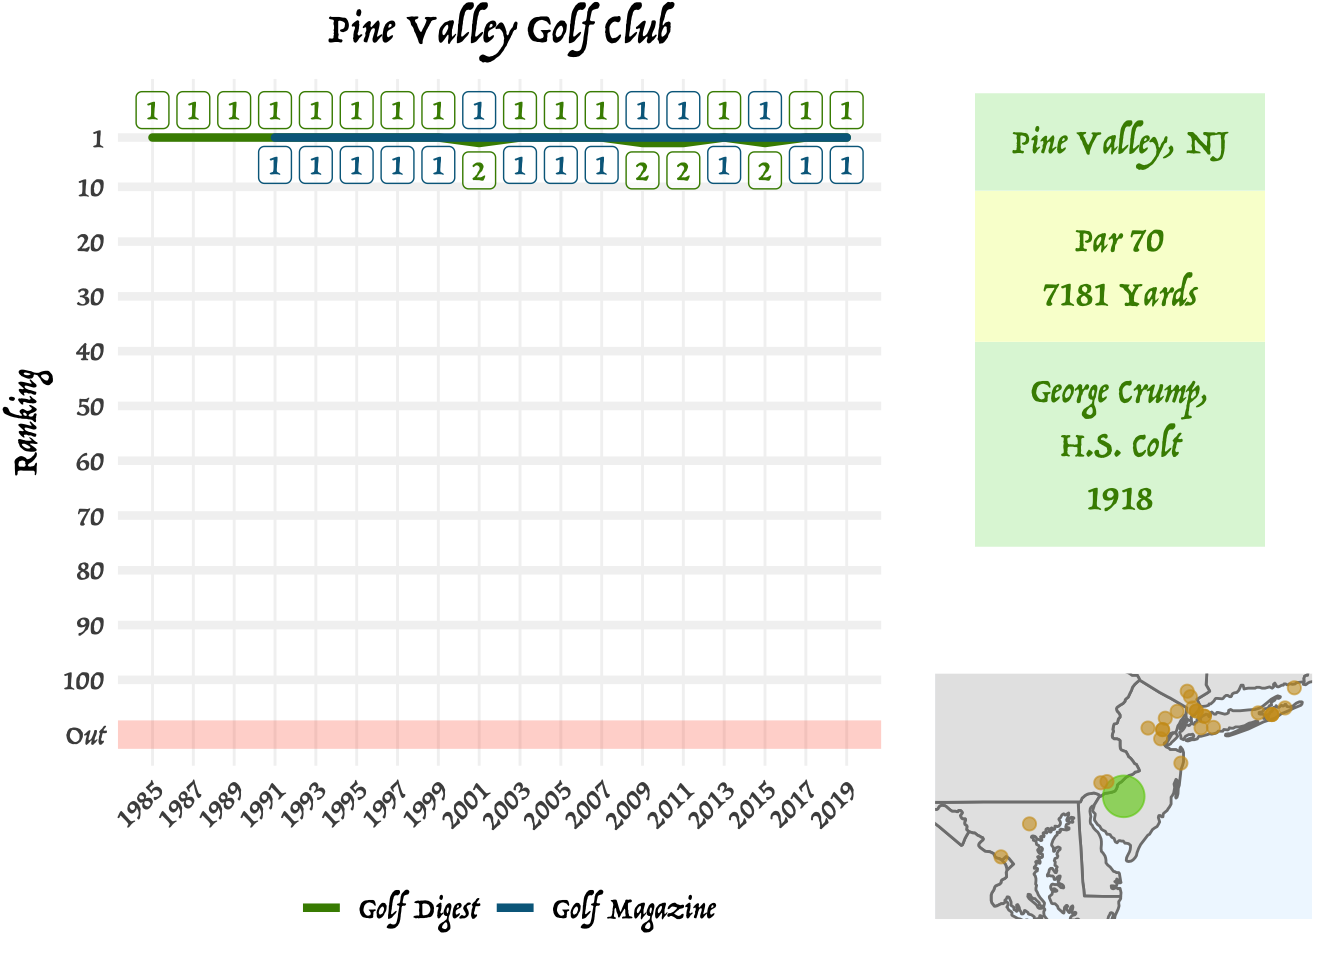 Pine Valley Golf Club
1 1 1 1 1 1 1 1 1 1 1 1 1 1 1 1 1 1
1 1 1 1 1 2 1 1 1 2 2 1 2 1 1
1
10
20
30
40
50
60
70
80
90
100
Out
Ranking
1985 1987 1989 1991 1993 1995 1997 1999 2001 2003 2005 2007 2009 2011 2013 2015 2017 2019
Golf Digest Golf Magazine
Pine Valley, NJ
Par 70
7181 Yards
George Crump,
H.S. Colt
1918